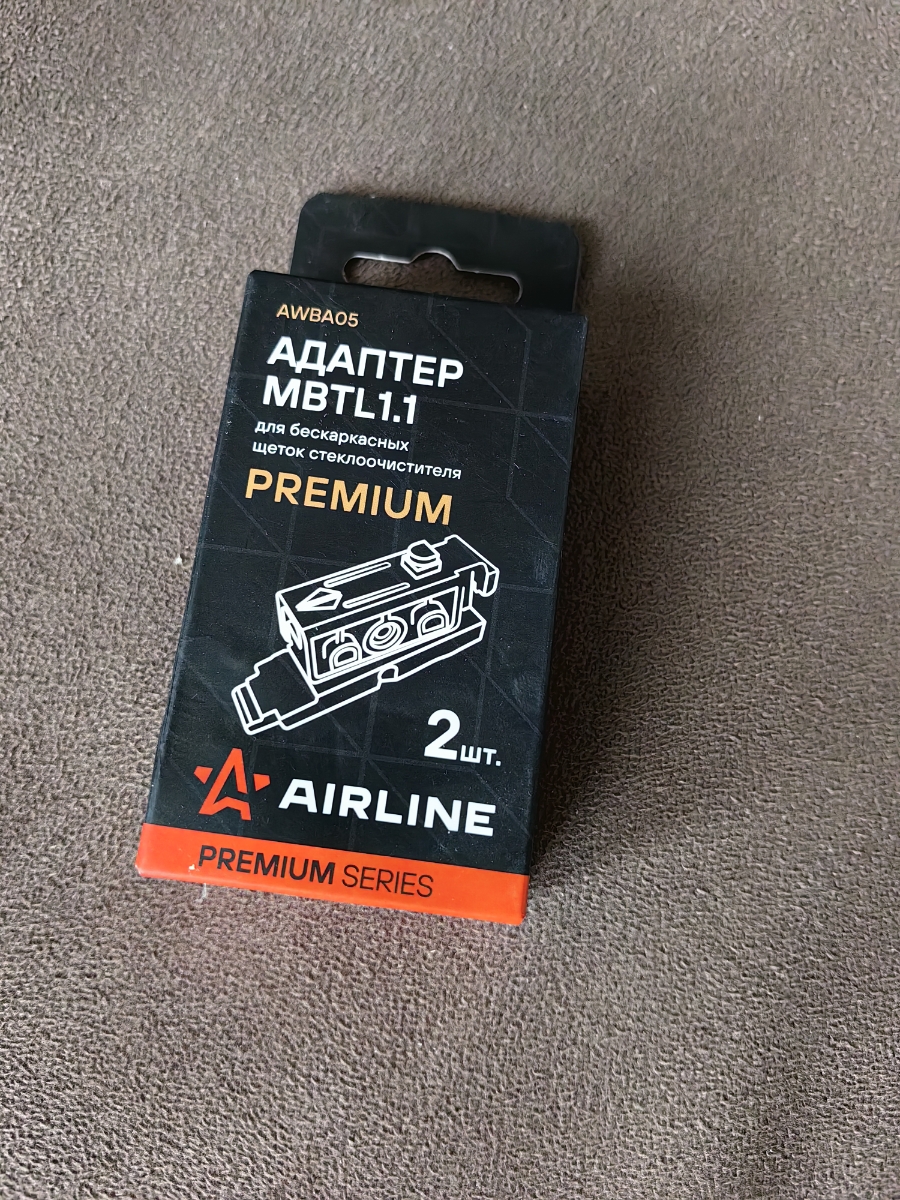 AWBA05
АДАПТЕР
MBTL1.1
для бескаркасных
щеток стеклоочистителя
PREMIUM
2шт.
AIRLINE
PREMIUM SERIES